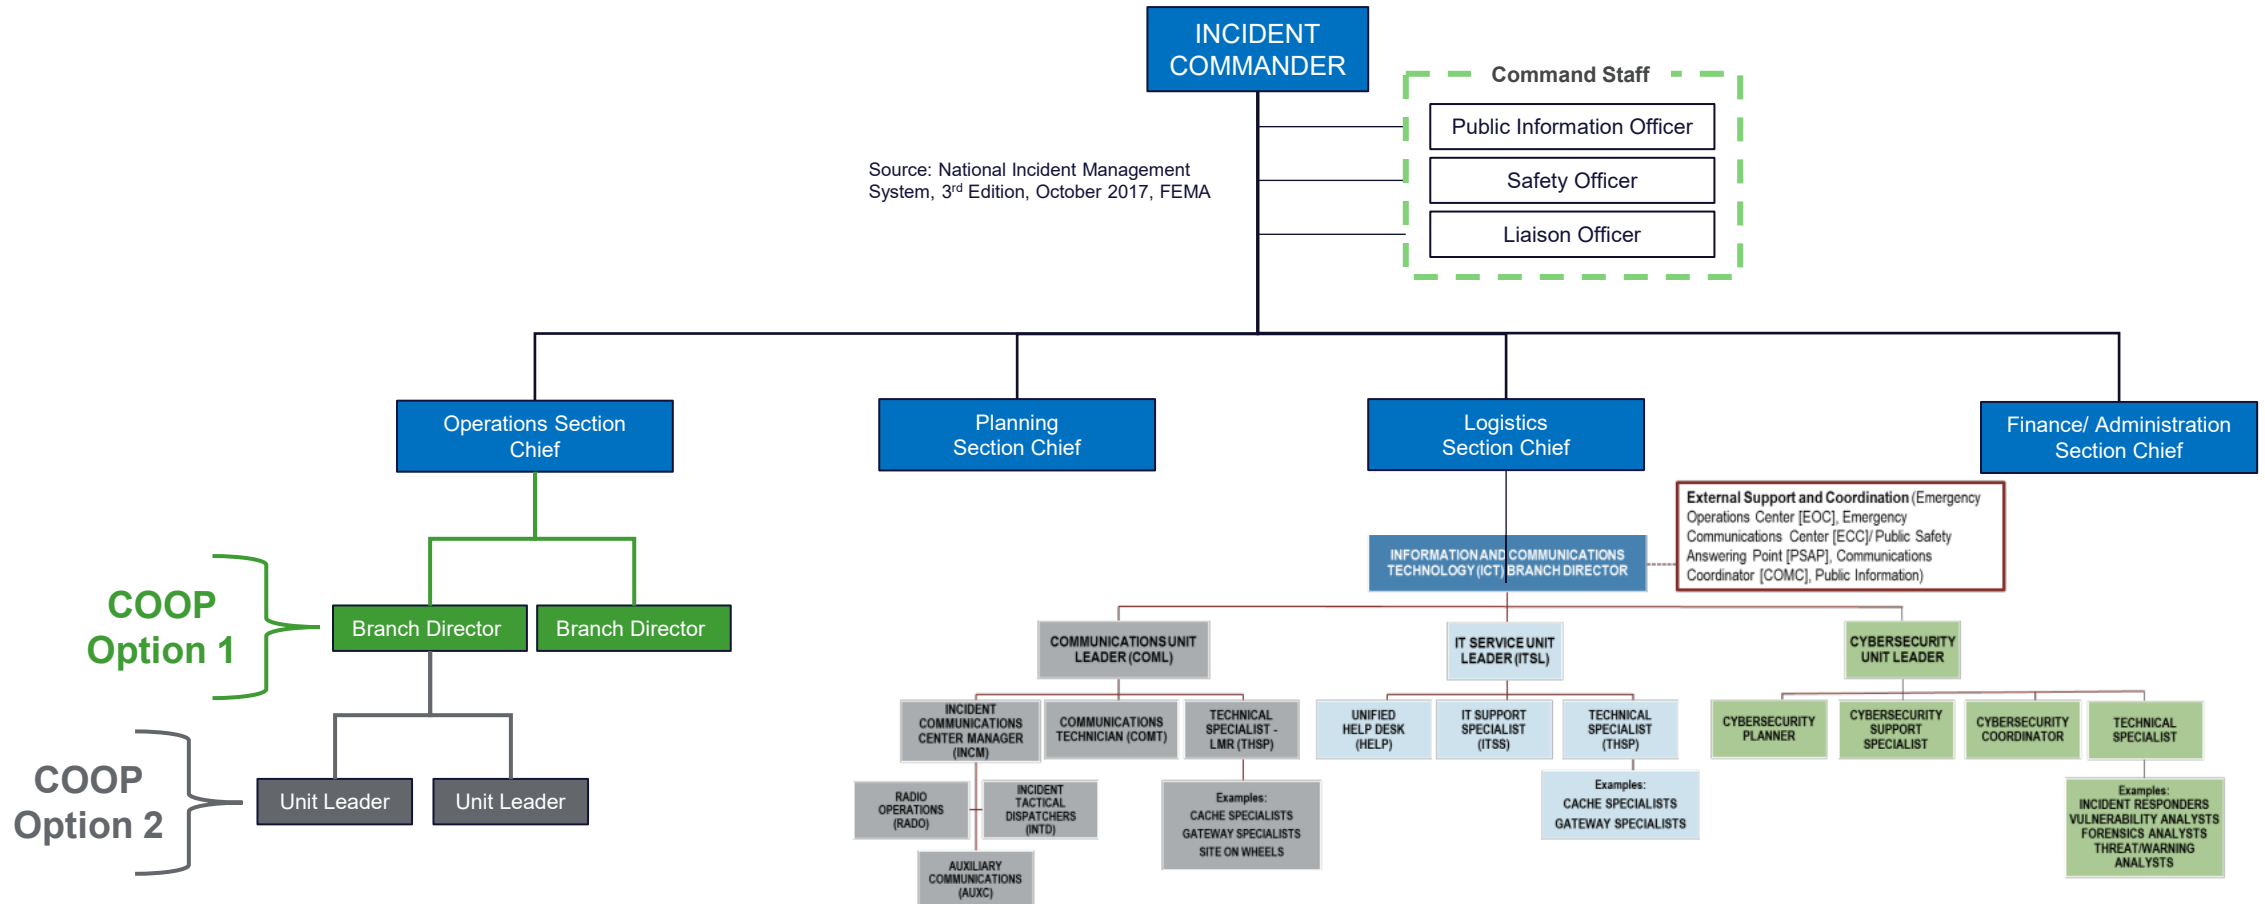 INCIDENT
COMMANDER
Command Staff
Public Information Officer
Safety Officer
Liaison Officer
Source: National Incident Management
System, 3rd Edition, October 2017, FEMA
Operations Section
Chief
Planning
Section Chief
Logistics
Section Chief
Finance/ Administration
Section Chief
External Support and Coordination (Emergency
Operations Center [EOC], Emergency
Communications Center [ECC]/ Public Safety
Answering Point [PSAP], Communications
Coordinator [COMC], Public Information)
INFORMATION AND COMMUNICATIONS
TECHNOLOGY (ICT) BRANCH DIRECTOR
COOP
Option 1
Branch Director
Branch Director
COOP
Option 2
Unit Leader
Unit Leader
COMMUNICATIONS UNIT
LEADER (COML)
IT SERVICE UNIT
LEADER (ITSL)
CYBERSECURITY
UNIT LEADER
INCIDENT
COMMUNICATIONS
CENTER MANAGER
(INCM)
COMMUNICATIONS
TECHNICIAN (COMT)
TECHNICAL
SPECIALIST -
LMR (THSP)
UNIFIED
HELP DESK
(HELP)
IT SUPPORT
SPECIALIST
(ITSS)
TECHNICAL
SPECIALIST
(THSP)
CYBERSECURITY
PLANNER
CYBERSECURITY
SUPPORT
SPECIALIST
CYBERSECURITY
COORDINATOR
TECHNICAL
SPECIALIST
RADIO
OPERATIONS
(RADO)
INCIDENT
TACTICAL
DISPATCHERS
(INTD)
AUXILIARY
COMMUNICATIONS
(AUXC)
Examples:
CACHE SPECIALISTS
GATEWAY SPECIALISTS
SITE ON WHEELS
Examples:
CACHE SPECIALISTS
GATEWAY SPECIALISTS
Examples:
INCIDENT RESPONDERS
VULNERABILITY ANALYSTS
FORENSICS ANALYSTS
THREAT/WARNING
ANALYSTS